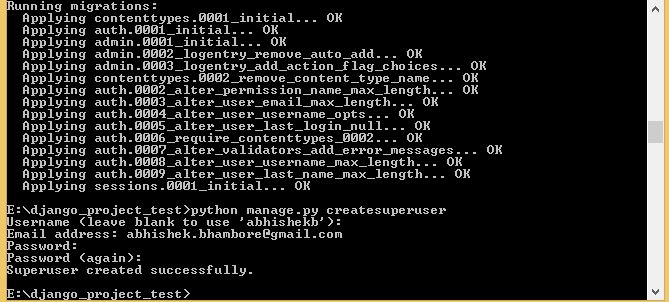 Running migrations:
  Applying contenttypes.0001_initial... OK
  Applying auth.0001_initial... OK
  Applying admin.0001_initial... OK
  Applying admin.0002_logentry_remove_auto_add... OK
  Applying admin.0003_logentry_add_action_flag_choices... OK
  Applying contenttypes.0002_remove_content_type_name... OK
  Applying auth.0002_alter_permission_name_max_length... OK
  Applying auth.0003_alter_user_email_max_length... OK
  Applying auth.0004_alter_user_username_opts... OK
  Applying auth.0005_alter_user_last_login_null... OK
  Applying auth.0006_require_contenttypes_0002... OK
  Applying auth.0007_alter_validators_add_error_messages... OK
  Applying auth.0008_alter_user_username_max_length... OK
  Applying auth.0009_alter_user_last_name_max_length... OK
  Applying sessions.0001_initial... OK
E:\django_project_test>python manage.py createsuperuser
Username (leave blank to use 'abhishekb'):
Email address: abhishek.bhambore@gmail.com
Password:
Password (again):
Superuser created successfully.
E:\django_project_test>